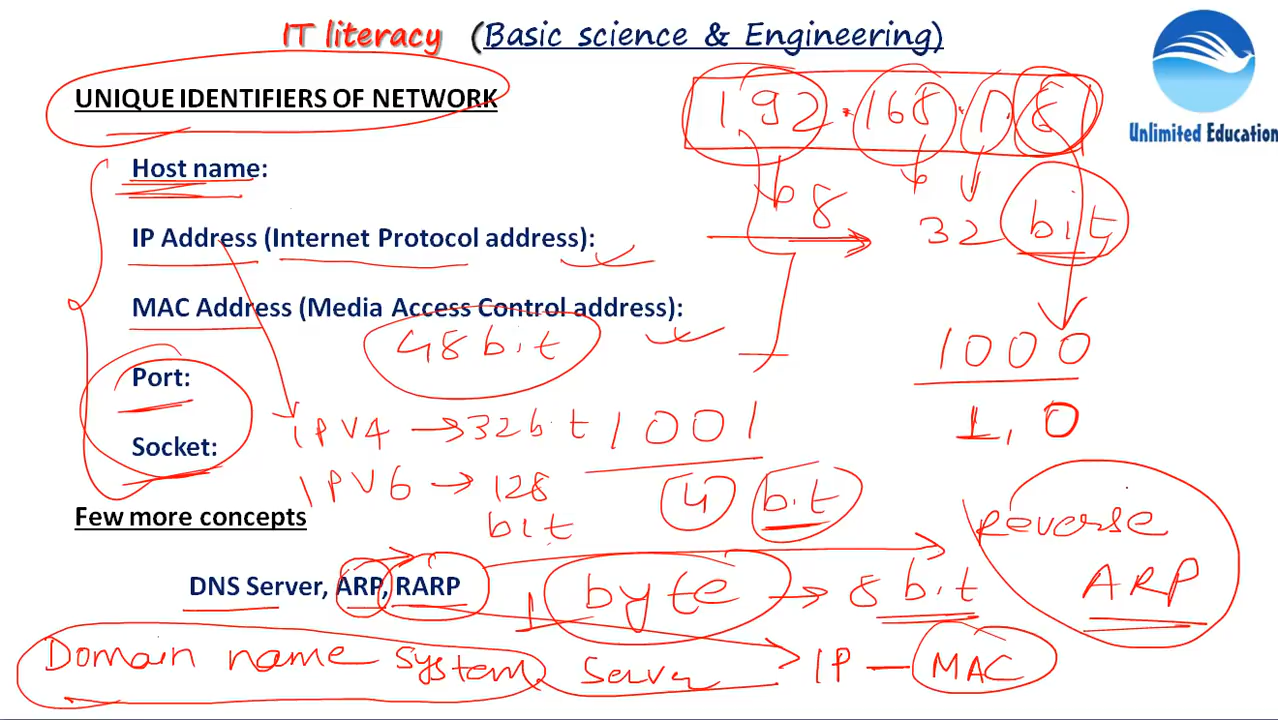 IT literacy (Basic science & Engineering)
Unlimited Education
UNIQUE IDENTIFIERS OF NETWORK
192.168.1.81
Host name:
8
32 bit
IP Address (Internet Protocol address):
MAC Address (Media Access Control address):
48 bit
1000
Port:
1,0
IPV4 → 32 bit
1001
Socket:
IPV6 → 128 bit
4 bit
Few more concepts
reverse
ARP
DNS Server, ARP, RARP
1 byte → 8 bit
Domain name system server
IP — MAC